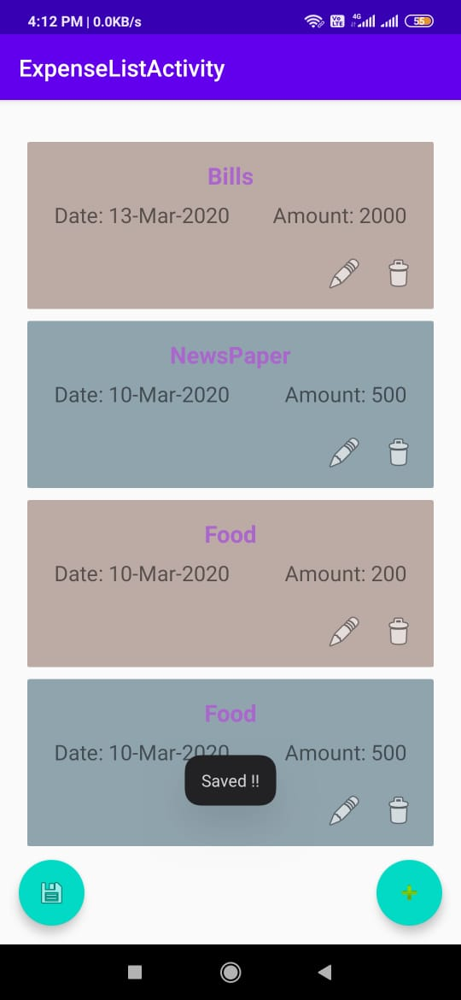 4:12 PM | 0.0KB/s
Vo LTE 4G 55
ExpenseListActivity
Bills
Date: 13-Mar-2020 Amount: 2000
NewsPaper
Date: 10-Mar-2020 Amount: 500
Food
Date: 10-Mar-2020 Amount: 200
Food
Date: 10-Mar-2020 Amount: 500
Saved !!